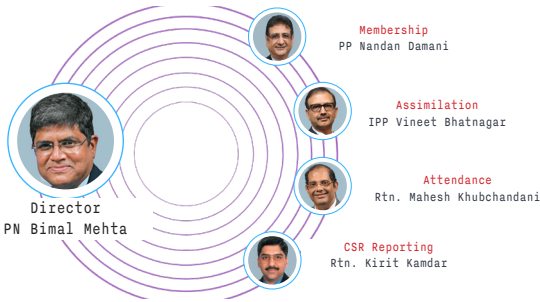 Membership
PP Nandan Damani
Assimilation
IPP Vineet Bhatnagar
Attendance
Rtn. Mahesh Khubchandani
Director
PN Bimal Mehta
CSR Reporting
Rtn. Kirit Kamdar